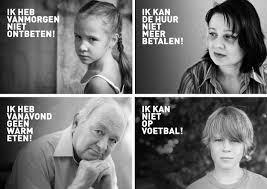 IK HEB
VANMORGEN
NIET
ONTBETEN!
IK KAN
DE HUUR
NIET
MEER
BETALEN!
IK HEB
VANAVOND
GEEN
WARM
ETEN!
IK KAN
NIET
OP
VOETBAL!